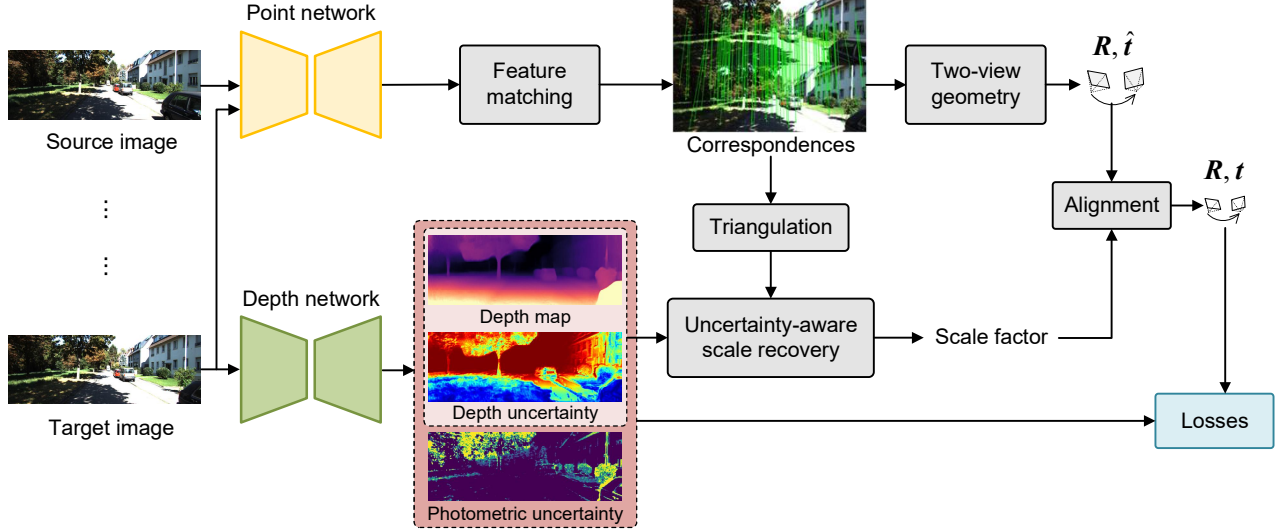 Point network
Source image
Feature
matching
Correspondences
Two-view
geometry
R, t̂
⋮
⋮
Triangulation
Alignment
R, t
Depth network
Target image
Depth map
Depth uncertainty
Photometric uncertainty
Uncertainty-aware
scale recovery
Scale factor
Losses